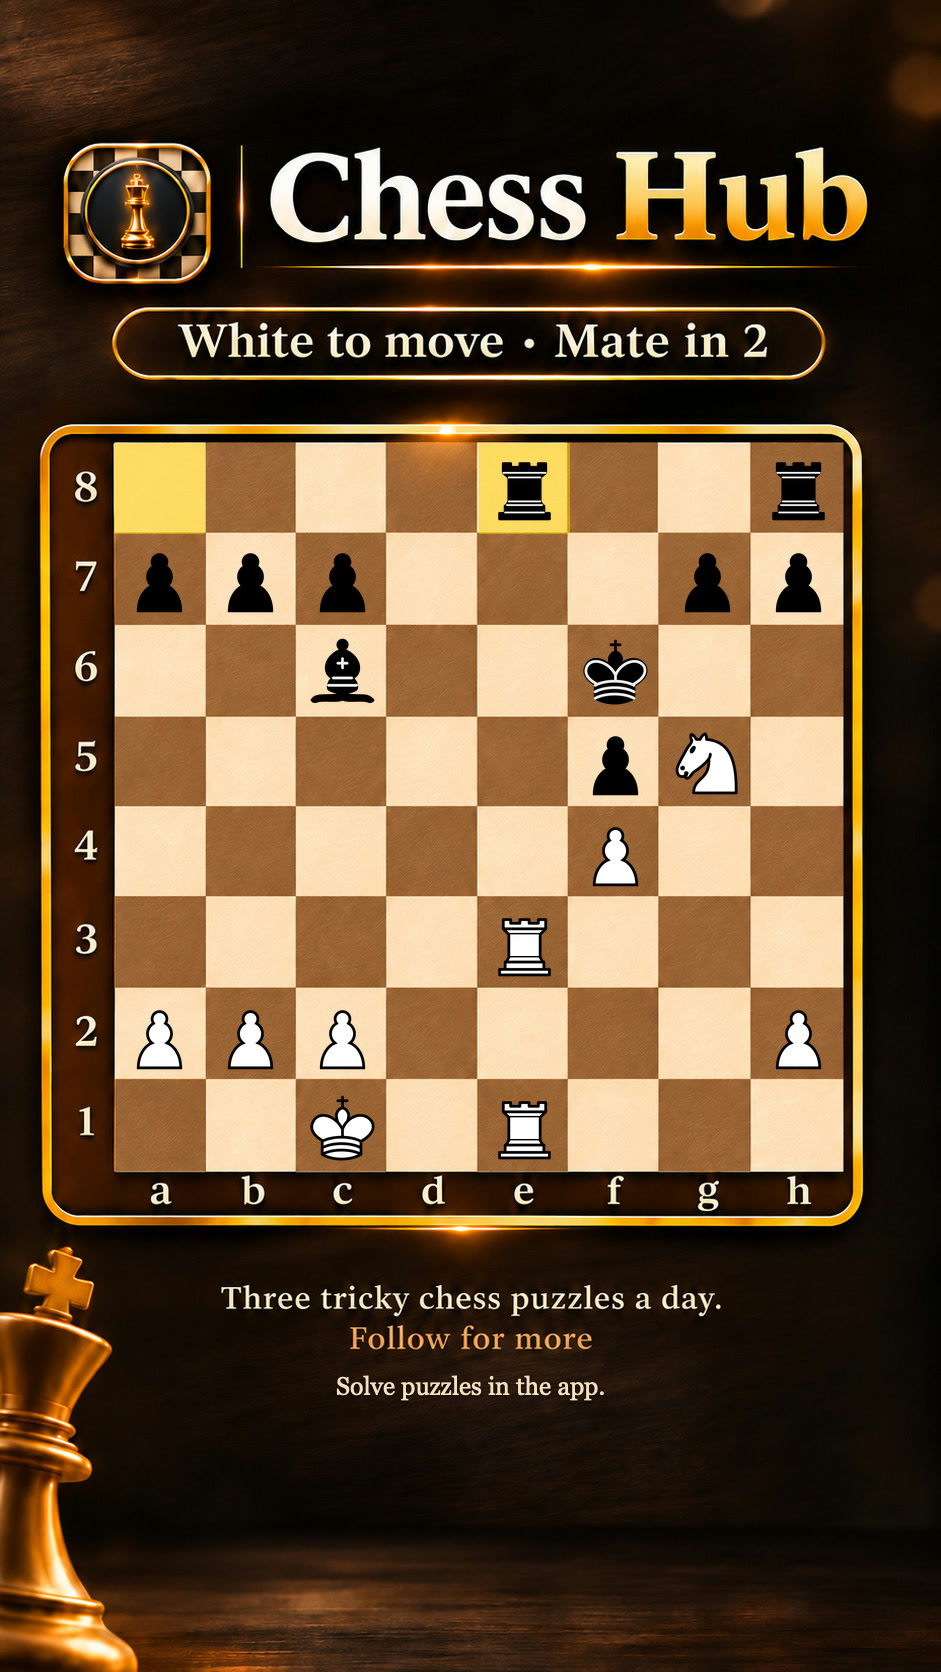 Chess Hub
White to move • Mate in 2
8
7
6
5
4
3
2
1
a b c d e f g h
Three tricky chess puzzles a day.
Follow for more
Solve puzzles in the app.